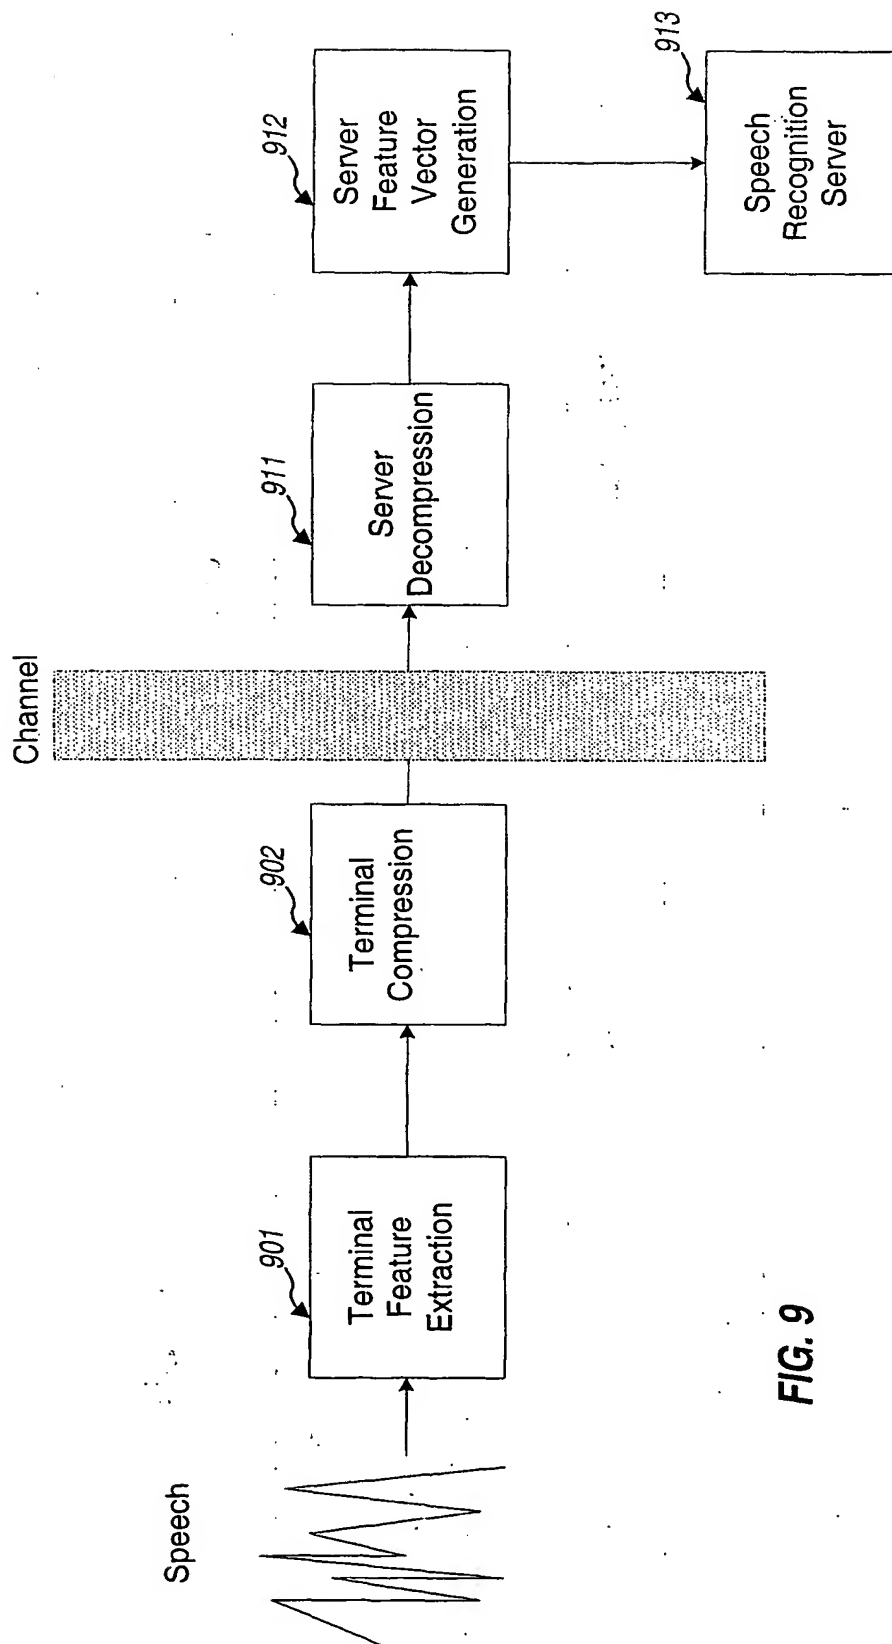 Speech
901
Terminal
Feature
Extraction
902
Terminal
Compression
Channel
911
Server
Decompression
912
Server
Feature
Vector
Generation
913
Speech
Recognition
Server
FIG. 9